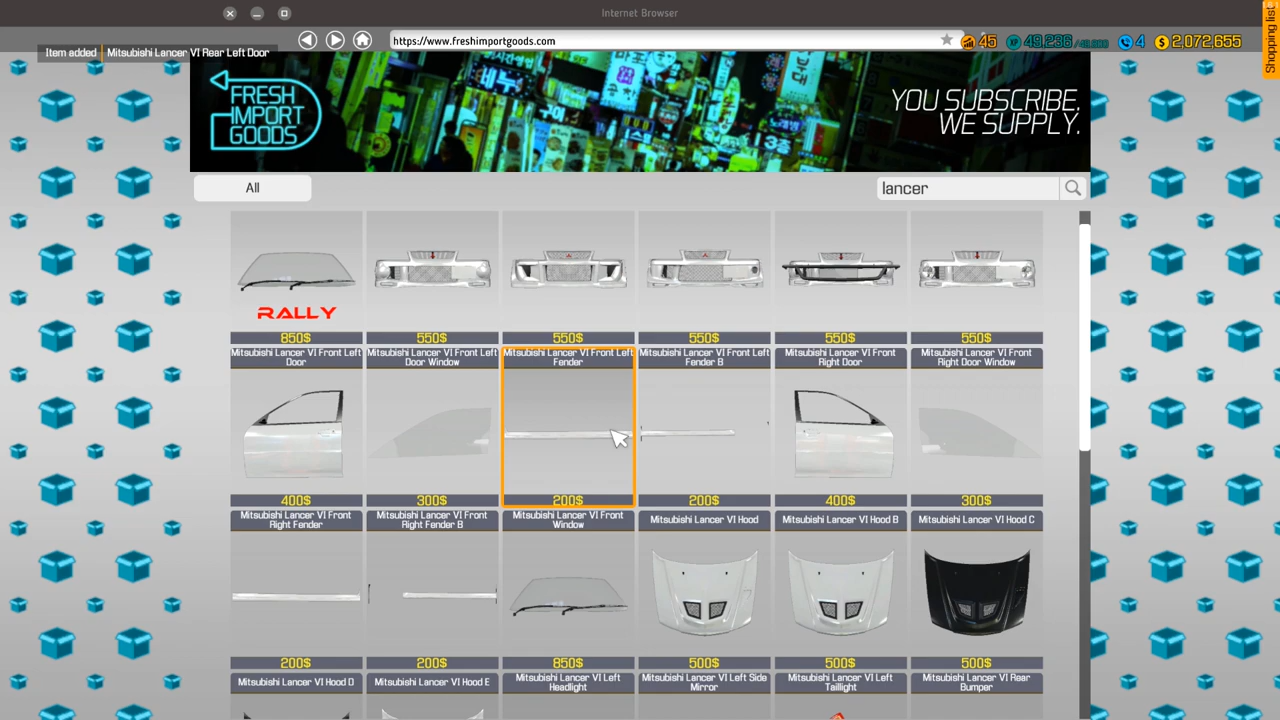 Internet Browser
Item added Mitsubishi Lancer VI Rear Left Door
https://www.freshimportgoods.com
45
49,236
4
2,072,655
Shopping list
FRESH
IMPORT
GOODS
YOU SUBSCRIBE.
WE SUPPLY.
All
lancer
RALLY
850$ 550$ 550$ 550$ 550$ 550$
Mitsubishi Lancer VI Front Left
Door
Mitsubishi Lancer VI Front Left
Door Window
Mitsubishi Lancer VI Front Left
Fender
Mitsubishi Lancer VI Front Left
Fender B
Mitsubishi Lancer VI Front
Right Door
Mitsubishi Lancer VI Front
Right Door Window
400$ 300$ 200$ 200$ 400$ 300$
Mitsubishi Lancer VI Front
Right Fender
Mitsubishi Lancer VI Front
Right Fender B
Mitsubishi Lancer VI Front
Window
Mitsubishi Lancer VI Hood
Mitsubishi Lancer VI Hood B
Mitsubishi Lancer VI Hood C
200$ 200$ 850$ 500$ 500$ 500$
Mitsubishi Lancer VI Hood D
Mitsubishi Lancer VI Hood E
Mitsubishi Lancer VI Left
Headlight
Mitsubishi Lancer VI Left Side
Mirror
Mitsubishi Lancer VI Left
Taillight
Mitsubishi Lancer VI Rear
Bumper